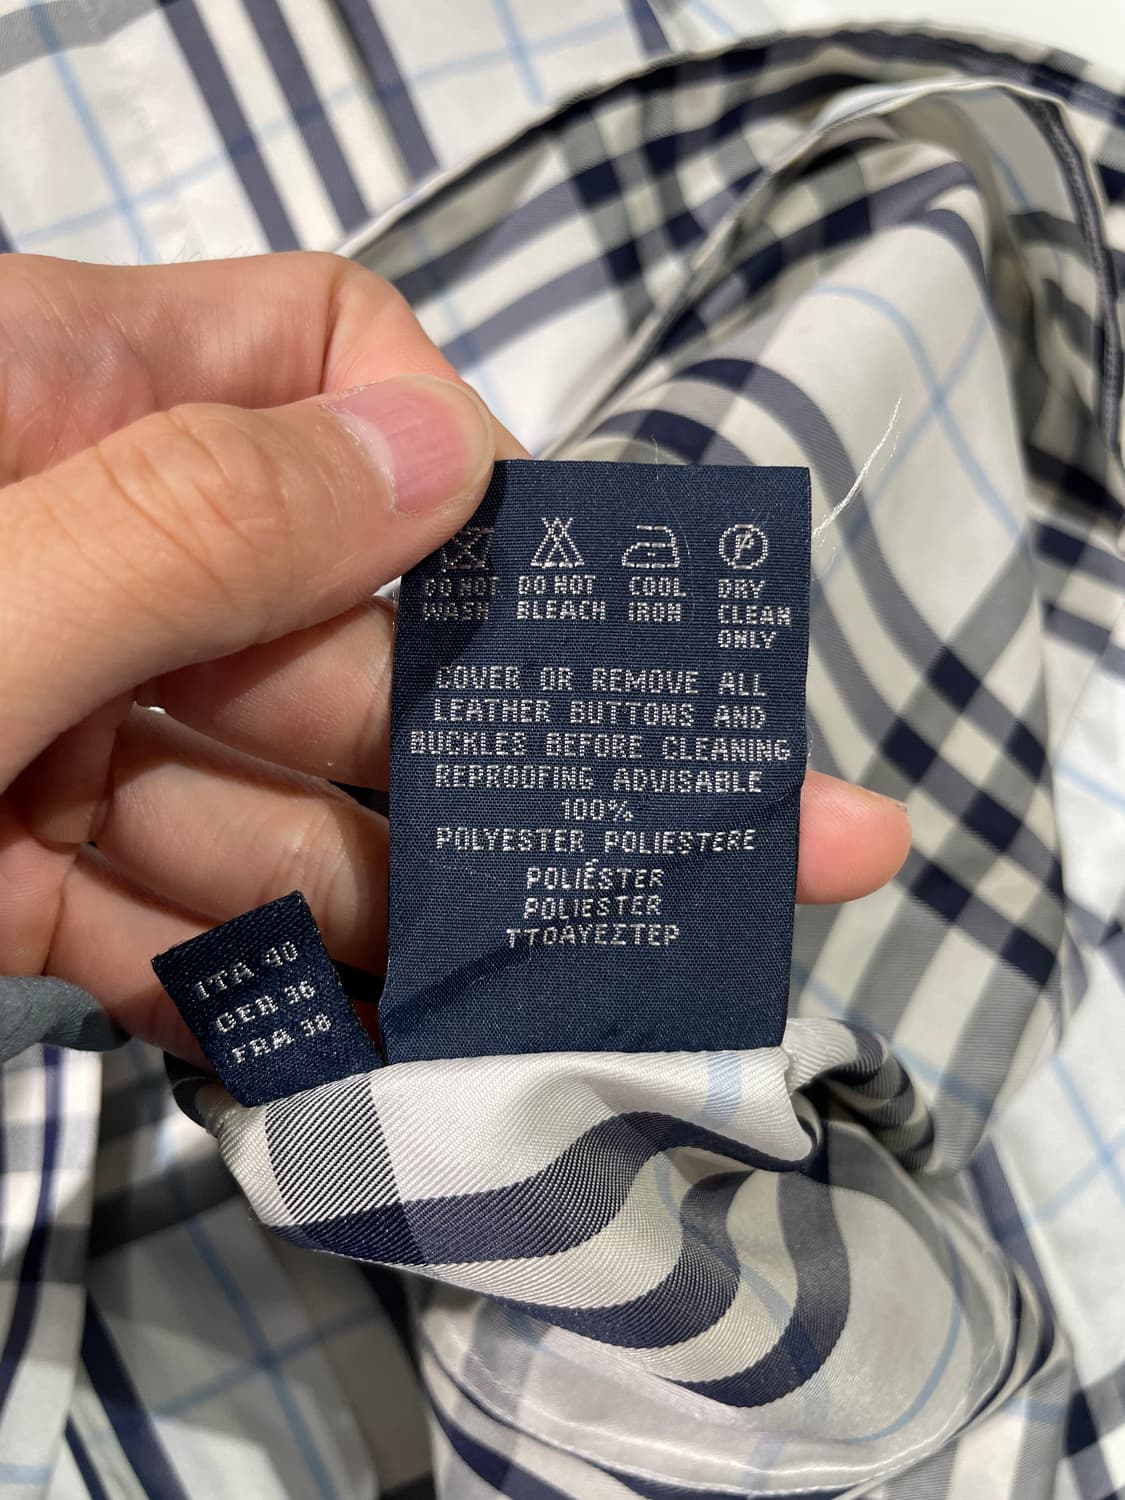 DO NOT WASH
DO NOT BLEACH
COOL IRON
F
DRY CLEAN ONLY
COVER OR REMOVE ALL
LEATHER BUTTONS AND
BUCKLES BEFORE CLEANING
REPROOFING ADVISABLE
100%
POLYESTER POLIESTERE
POLIÉSTER
POLIESTER
TTOAYEΣTEP
ITA 40
GER 36
FRA 38